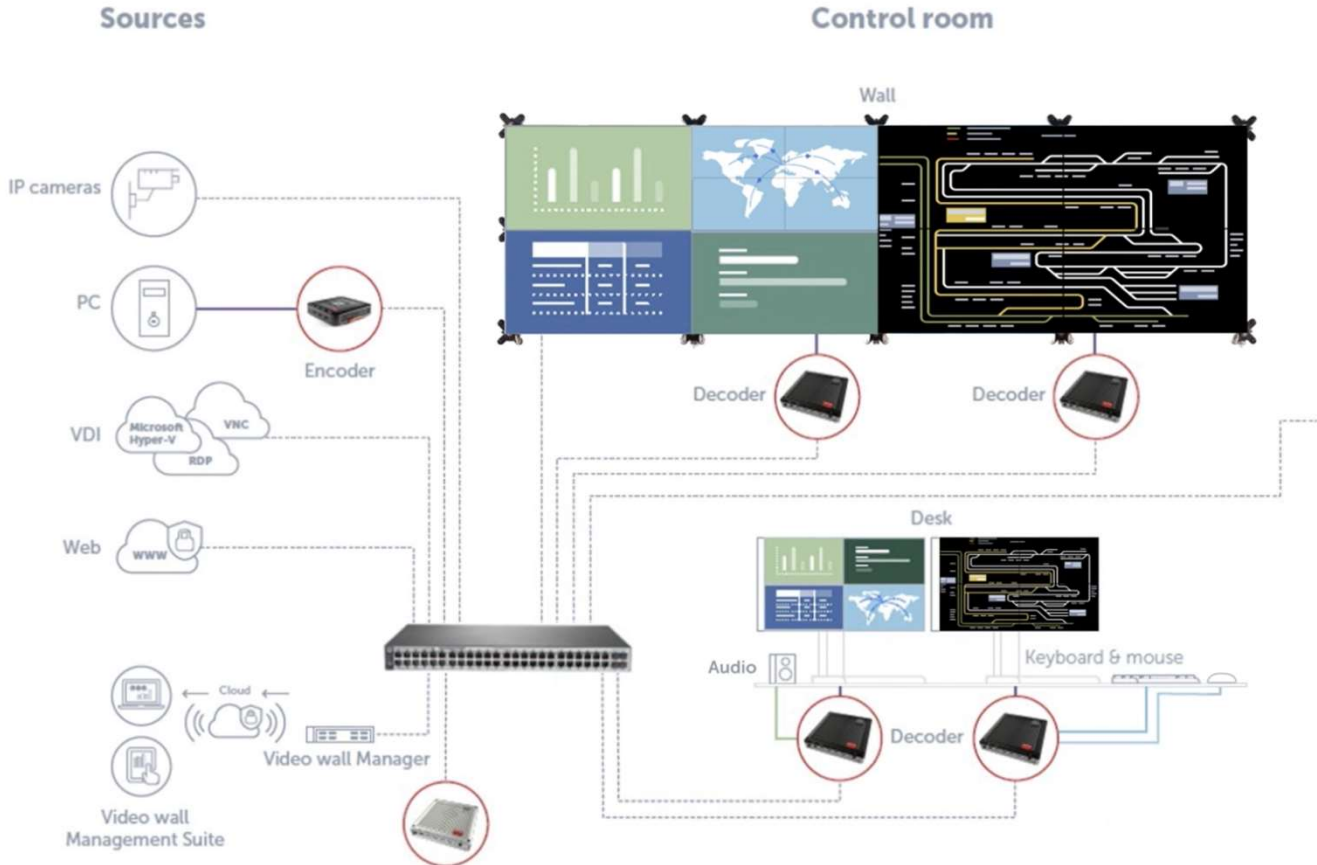 Sources
Control room
Wall
IP cameras
PC
Encoder
Decoder
Decoder
VDI
Microsoft
Hyper-V
VNC
RDP
Web
www
Desk
Audio
Keyboard & mouse
Cloud
Video wall Manager
Decoder
Video wall
Management Suite